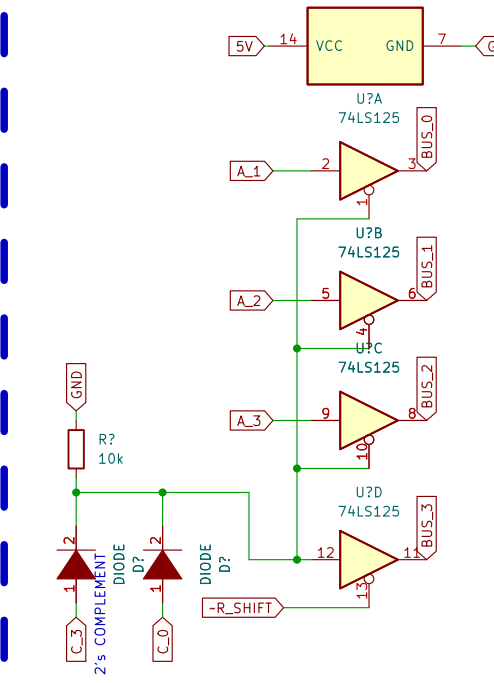 5V
14
VCC
GND
7
U?A
74LS125
A_1
2
3
BUS_0
1
U?B
74LS125
A_2
5
6
BUS_1
4
U?C
74LS125
A_3
9
8
BUS_2
10
GND
R?
10k
U?D
74LS125
12
11
BUS_3
13
~R_SHIFT
2
1
DIODE
D?
C_3
2's COMPLEMENT
2
1
DIODE
D?
C_0